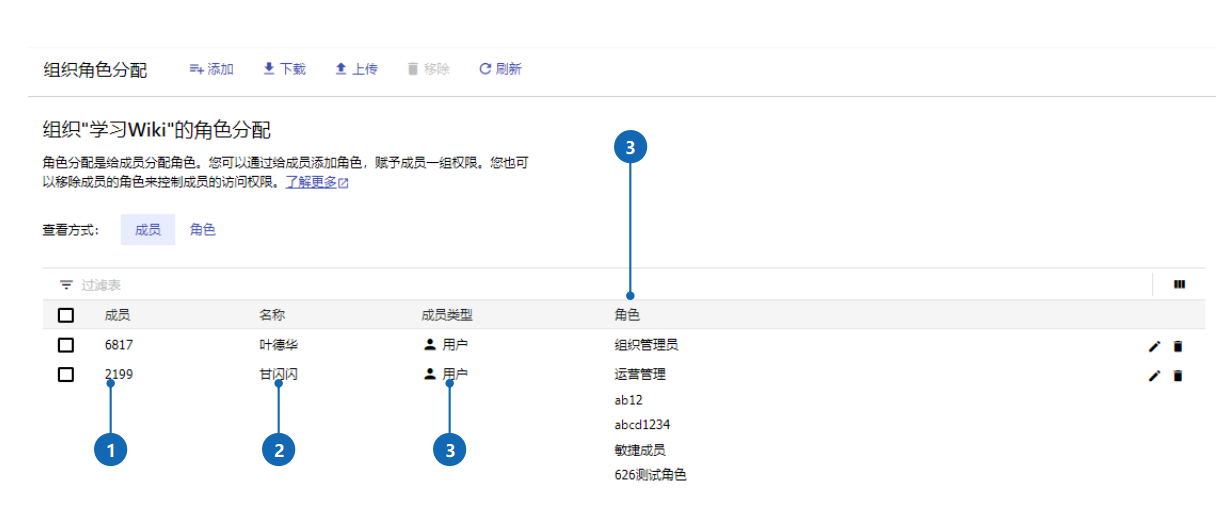 组织角色分配 添加 下载 上传 移除 刷新
组织"学习Wiki"的角色分配
角色分配是给成员分配角色。您可以通过给成员添加角色，赋予成员一组权限。您也可
以移除成员的角色来控制成员的访问权限。了解更多
3
查看方式： 成员 角色
过滤表
成员 名称 成员类型 角色
6817 叶德华 用户 组织管理员
2199 甘闪闪 用户 运营管理
ab12
abcd1234
敏捷成员
626测试角色
1 2 3